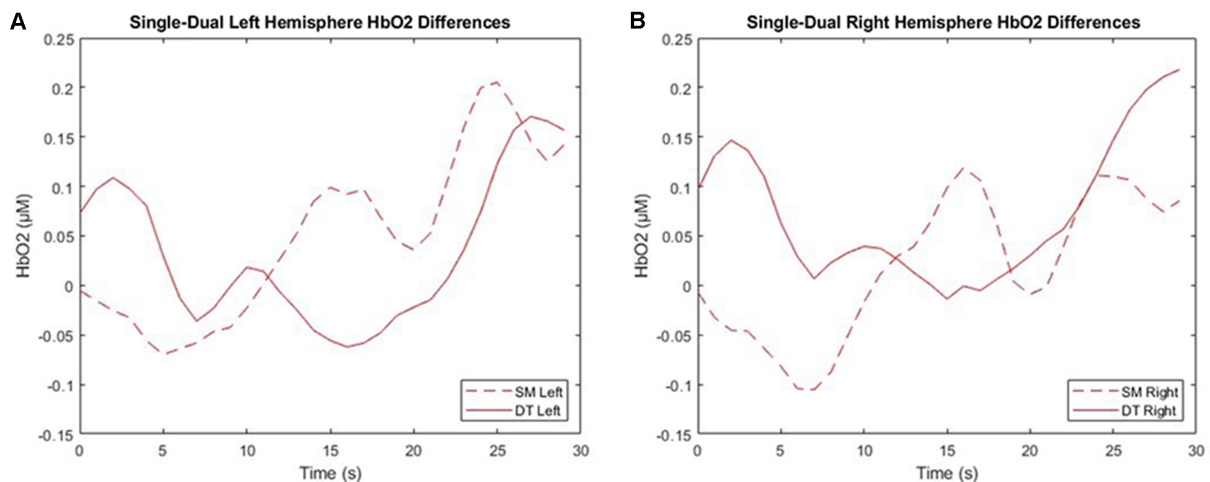 A
Single-Dual Left Hemisphere HbO2 Differences
0.25
0.2
0.15
0.1
0.05
0
-0.05
-0.1
-0.15
HbO2 (µM)
0 5 10 15 20 25 30
Time (s)
SM Left
DT Left
B
Single-Dual Right Hemisphere HbO2 Differences
0.25
0.2
0.15
0.1
0.05
0
-0.05
-0.1
-0.15
HbO2 (µM)
0 5 10 15 20 25 30
Time (s)
SM Right
DT Right